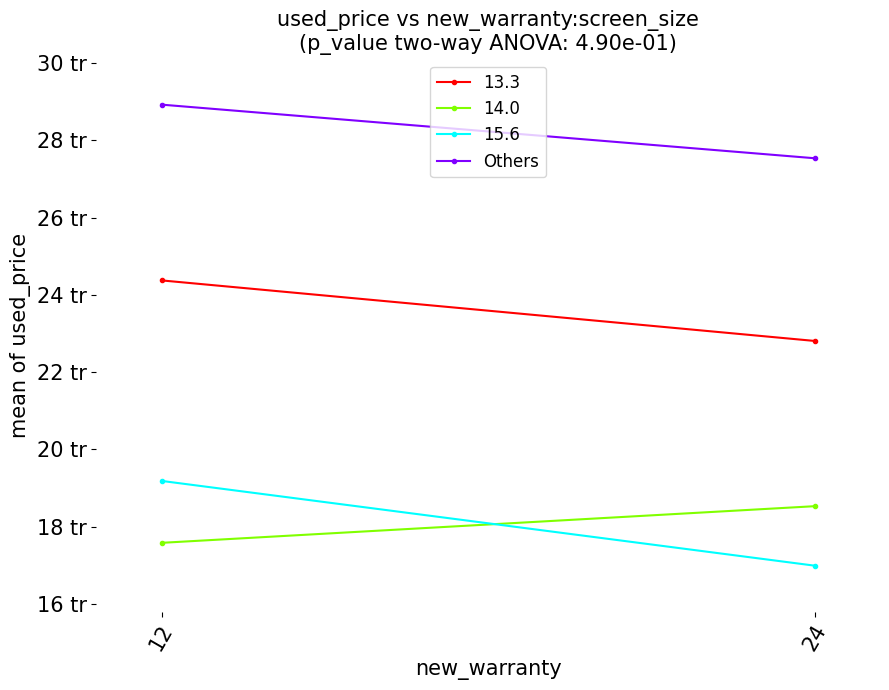 used_price vs new_warranty:screen_size
(p_value two-way ANOVA: 4.90e-01)
30 tr
28 tr
26 tr
24 tr
22 tr
20 tr
18 tr
16 tr
mean of used_price
13.3
14.0
15.6
Others
12
24
new_warranty